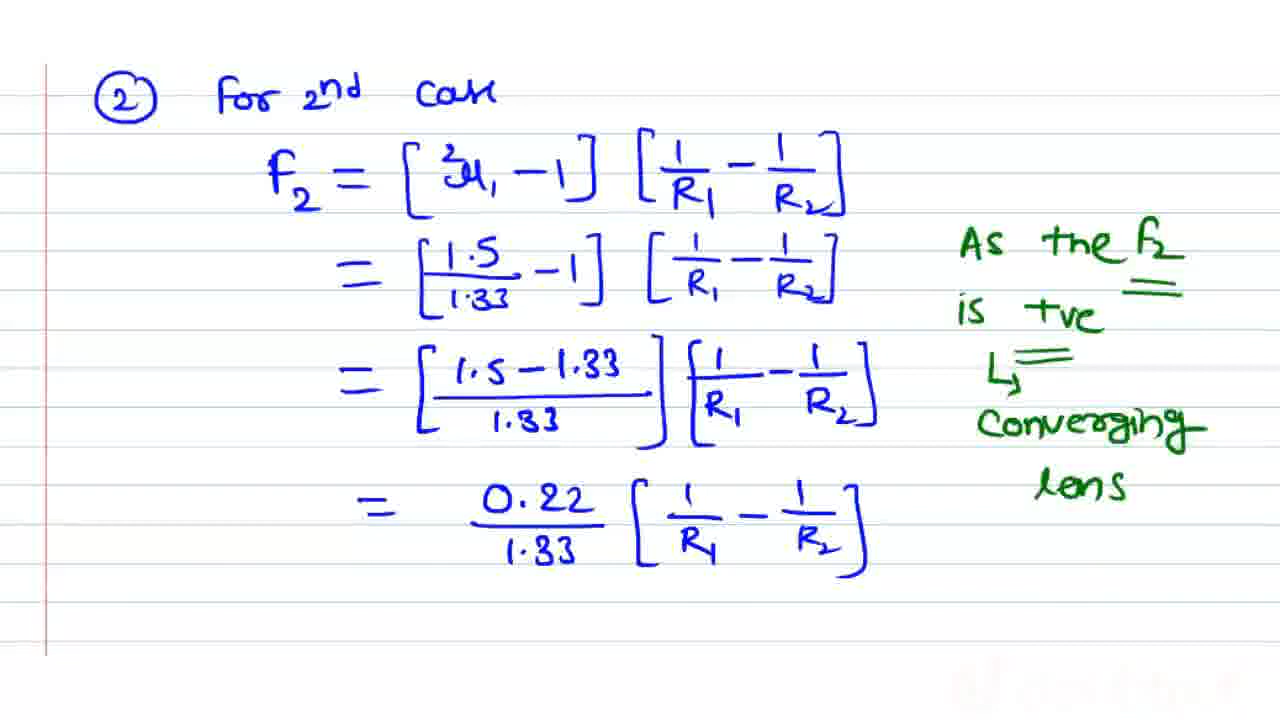 ② For 2nd case
F₂ = [²μ₁ − 1] [1/R₁ − 1/R₂]
= [1.5/1.33 − 1] [1/R₁ − 1/R₂]
= [1.5 − 1.33/1.33] [1/R₁ − 1/R₂]
= 0.22/1.33 [1/R₁ − 1/R₂]
As the F₂
is +ve
↳
Converging
lens